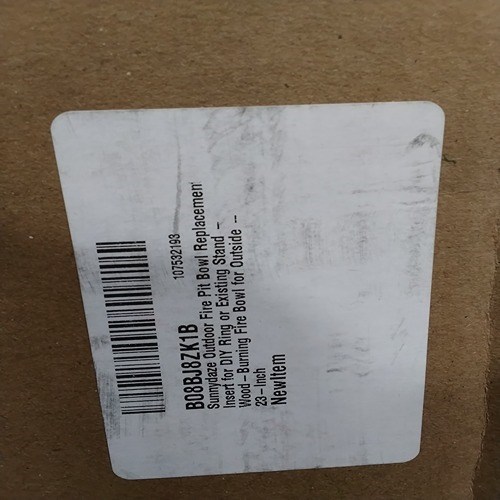 107532193
B08BJ8ZK1B
Sunnydaze Outdoor Fire Pit Bowl Replacement
Insert for DIY Ring or Existing Stand -
Wood-Burning Fire Bowl for Outside --
23-Inch
NewItem